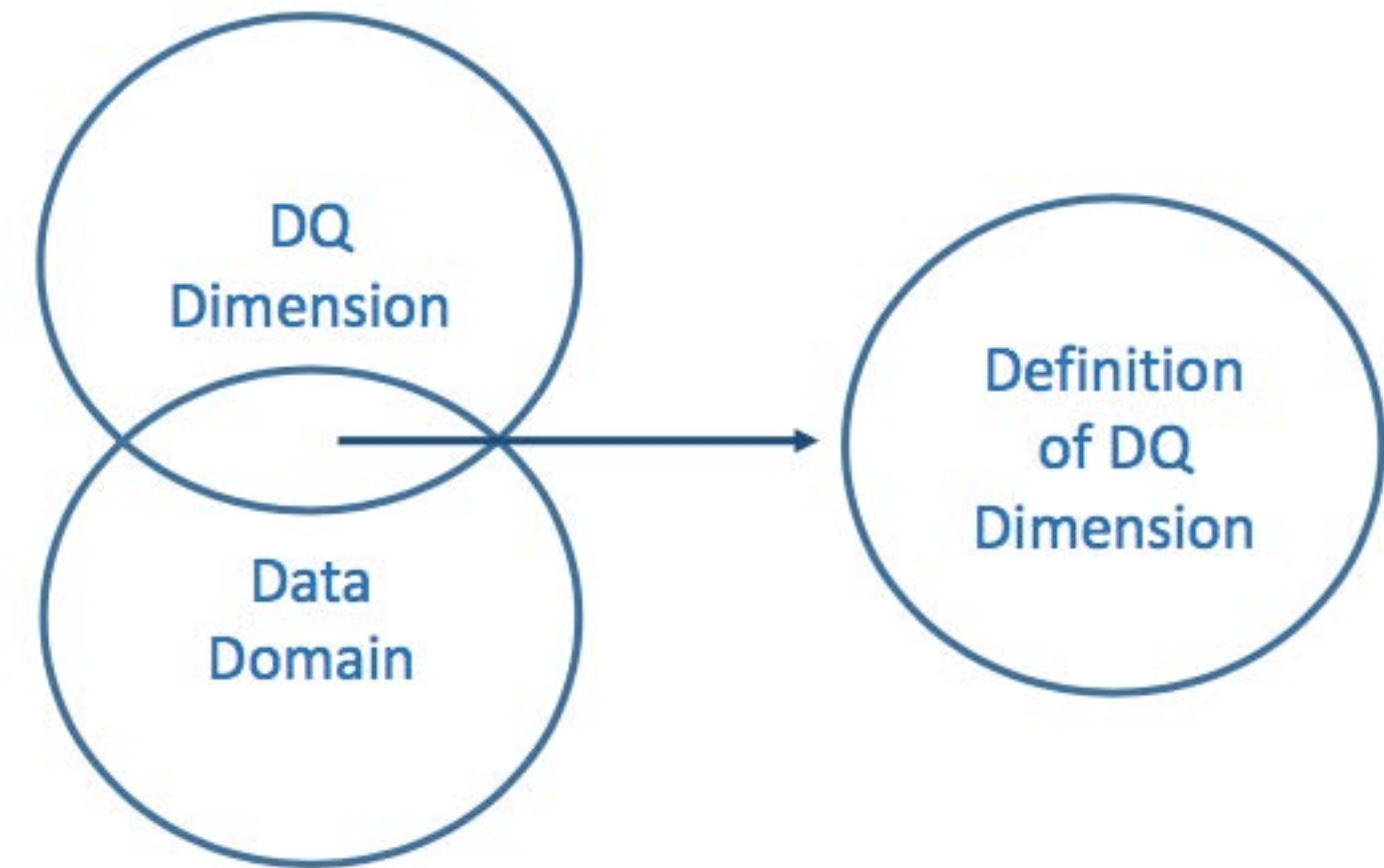 DQ
Dimension
Data
Domain
Definition
of DQ
Dimension